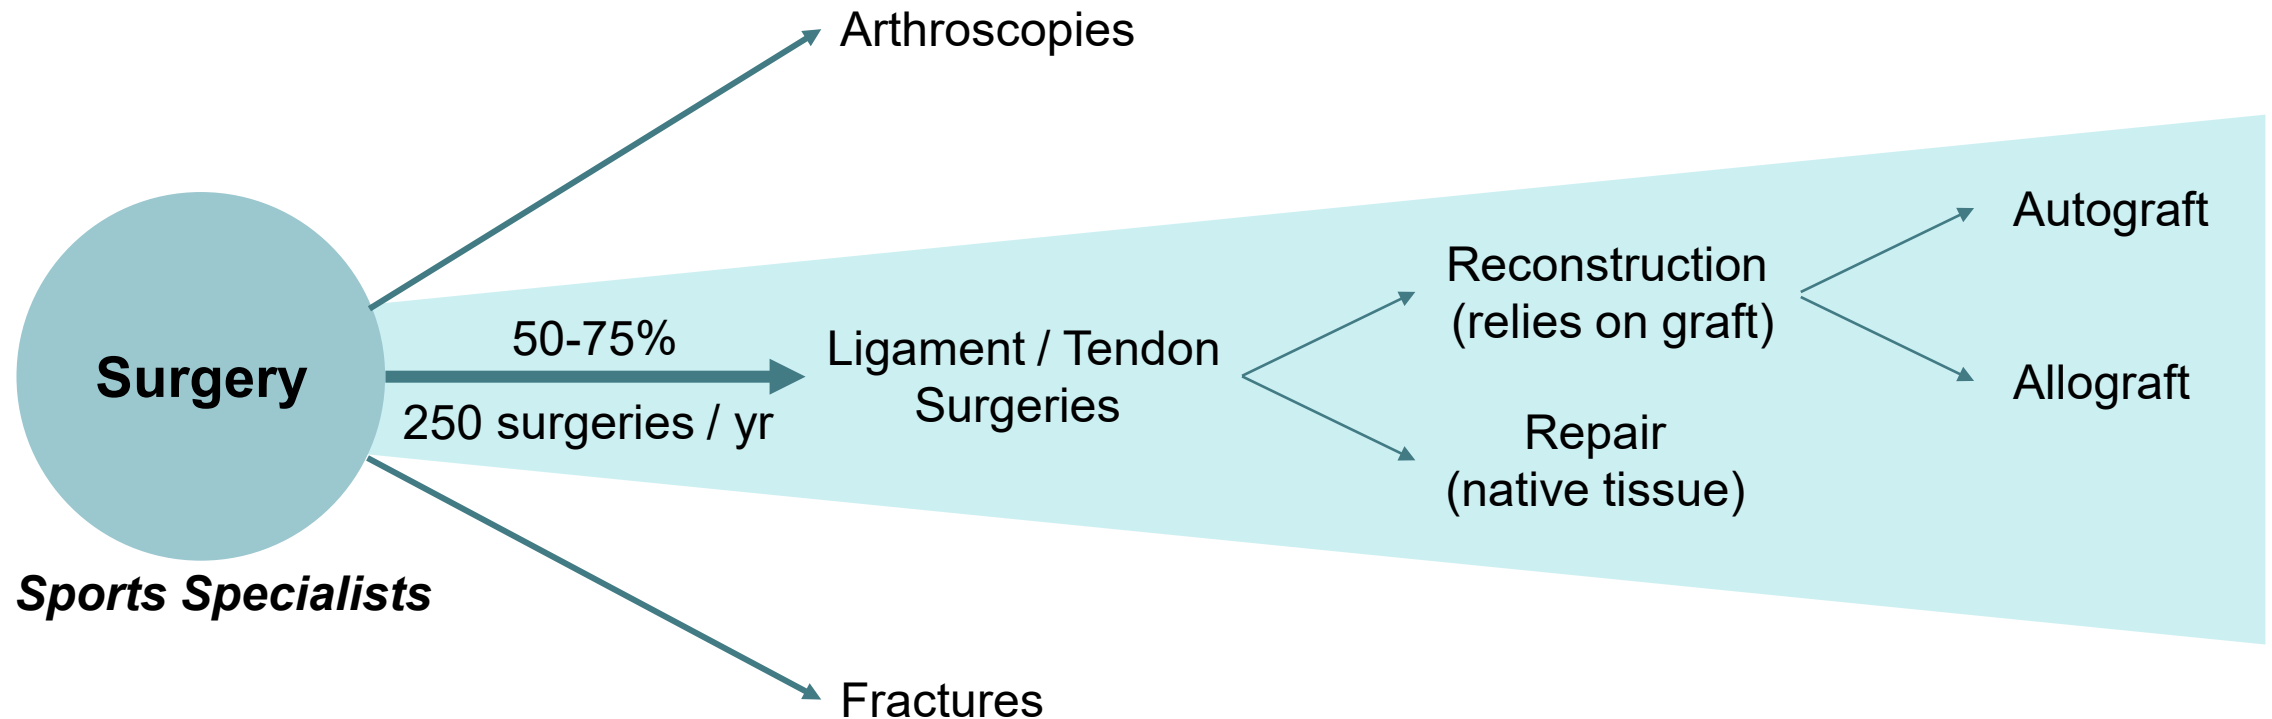 Arthroscopies
Surgery
Sports Specialists
50-75%
250 surgeries / yr
Ligament / Tendon
Surgeries
Reconstruction
(relies on graft)
Repair
(native tissue)
Autograft
Allograft
Fractures